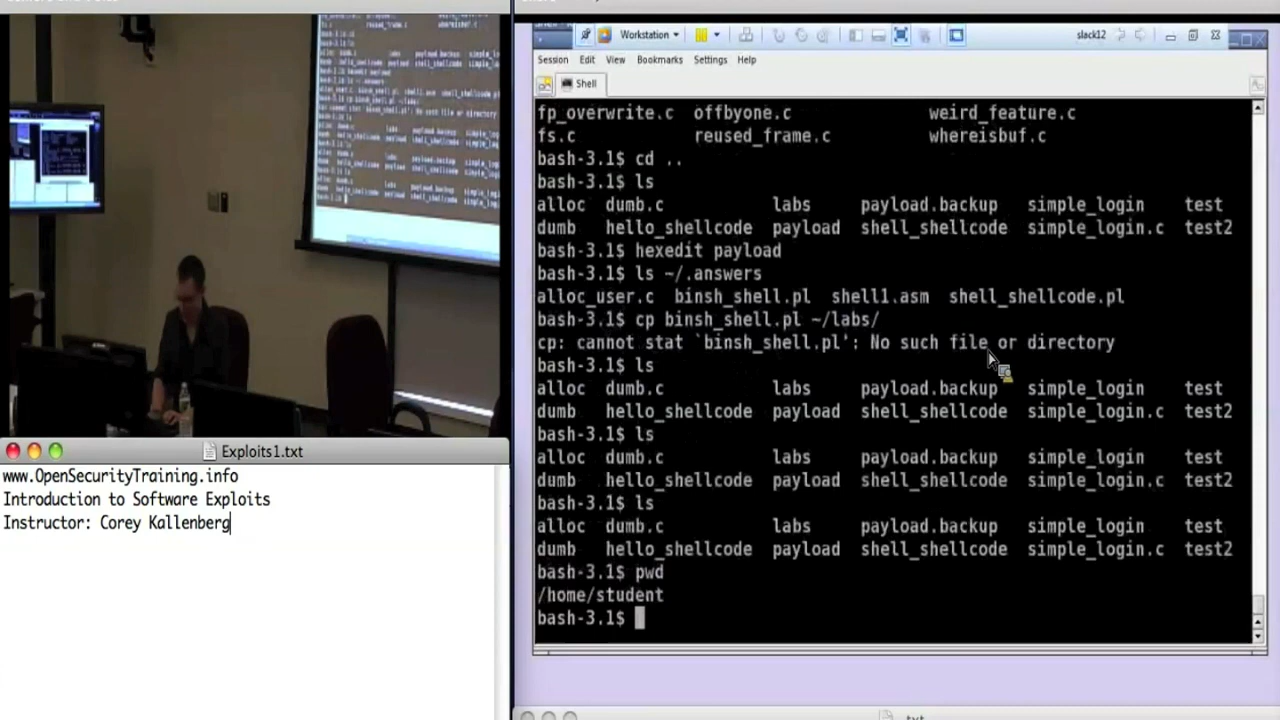 Workstation
slack12
Session Edit View Bookmarks Settings Help
Shell
fp_overwrite.c offbyone.c weird_feature.c
fs.c reused_frame.c whereisbuf.c
bash-3.1$ cd ..
bash-3.1$ ls
alloc dumb.c labs payload.backup simple_login test
dumb hello_shellcode payload shell_shellcode simple_login.c test2
bash-3.1$ hexedit payload
bash-3.1$ ls ~/.answers
alloc_user.c binsh_shell.pl shell1.asm shell_shellcode.pl
bash-3.1$ cp binsh_shell.pl ~/labs/
cp: cannot stat `binsh_shell.pl': No such file or directory
bash-3.1$ ls
alloc dumb.c labs payload.backup simple_login test
dumb hello_shellcode payload shell_shellcode simple_login.c test2
bash-3.1$ ls
alloc dumb.c labs payload.backup simple_login test
dumb hello_shellcode payload shell_shellcode simple_login.c test2
bash-3.1$ ls
alloc dumb.c labs payload.backup simple_login test
dumb hello_shellcode payload shell_shellcode simple_login.c test2
bash-3.1$ pwd
/home/student
bash-3.1$
Exploits1.txt
www.OpenSecurityTraining.info
Introduction to Software Exploits
Instructor: Corey Kallenberg